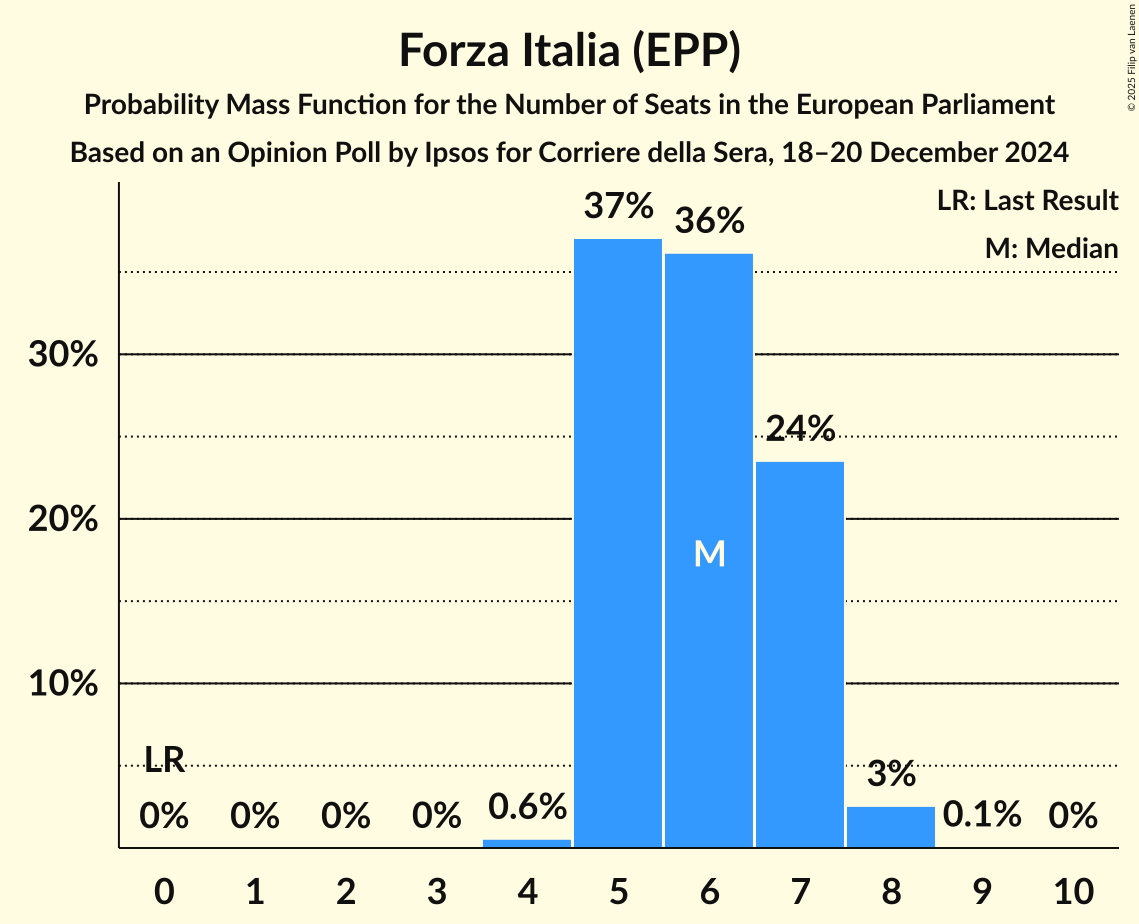 Forza Italia (EPP)
Probability Mass Function for the Number of Seats in the European Parliament
Based on an Opinion Poll by Ipsos for Corriere della Sera, 18–20 December 2024
© 2025 Filip van Laenen
LR: Last Result
M: Median
37%
36%
30%
24%
20%
M
10%
LR
0%
0%
0%
0%
0.6%
3%
0.1%
0%
0 1 2 3 4 5 6 7 8 9 10